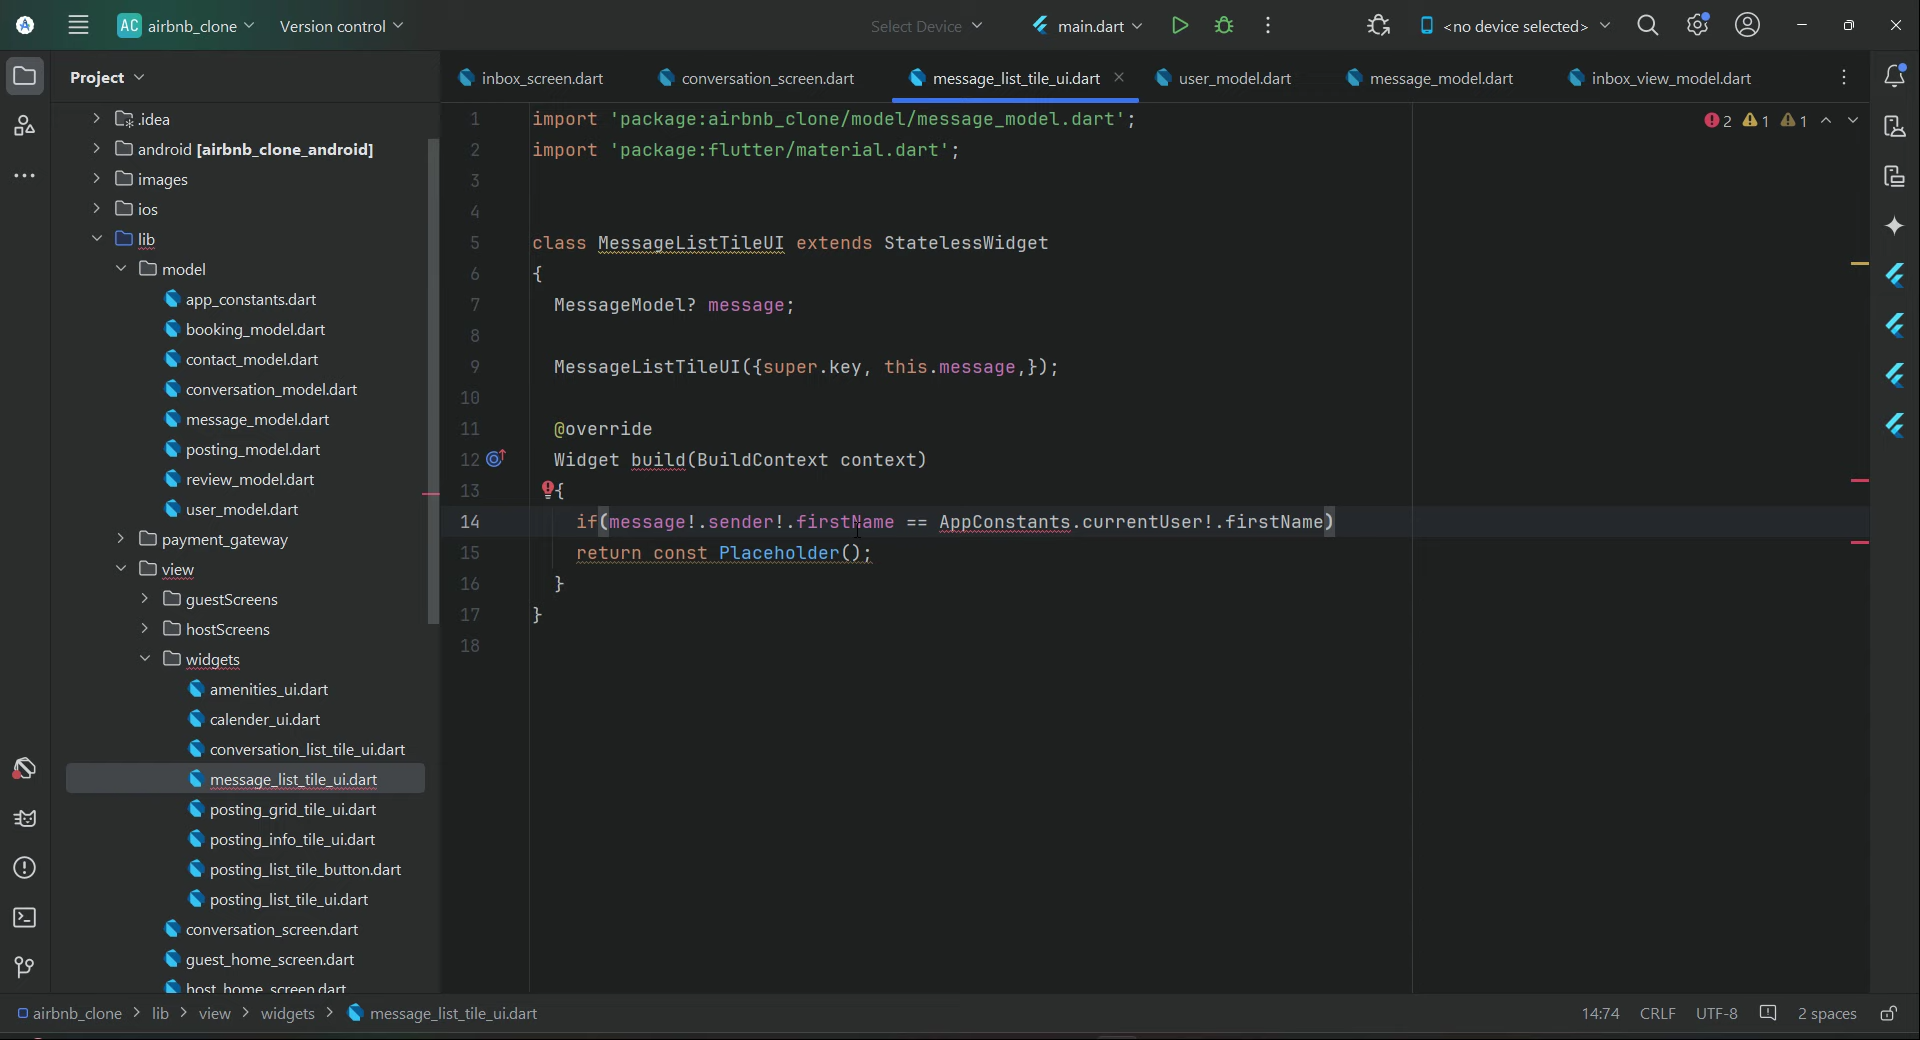 AC airbnb_clone Version control Select Device main.dart <no device selected>
Project
.idea
android [airbnb_clone_android]
images
ios
lib
model
app_constants.dart
booking_model.dart
contact_model.dart
conversation_model.dart
message_model.dart
posting_model.dart
review_model.dart
user_model.dart
payment_gateway
view
guestScreens
hostScreens
widgets
amenities_ui.dart
calender_ui.dart
conversation_list_tile_ui.dart
message_list_tile_ui.dart
posting_grid_tile_ui.dart
posting_info_tile_ui.dart
posting_list_tile_button.dart
posting_list_tile_ui.dart
conversation_screen.dart
guest_home_screen.dart
host_home_screen.dart
inbox_screen.dart conversation_screen.dart message_list_tile_ui.dart user_model.dart message_model.dart inbox_view_model.dart
2 1 1
1 import 'package:airbnb_clone/model/message_model.dart';
2 import 'package:flutter/material.dart';
3
4
5 class MessageListTileUI extends StatelessWidget
6 {
7 MessageModel? message;
8
9 MessageListTileUI({super.key, this.message,});
10
11 @override
12 Widget build(BuildContext context)
13 {
14 if(message!.sender!.firstName == AppConstants.currentUser!.firstName)
15 return const Placeholder();
16 }
17 }
18
airbnb_clone > lib > view > widgets > message_list_tile_ui.dart 14:74 CRLF UTF-8 2 spaces